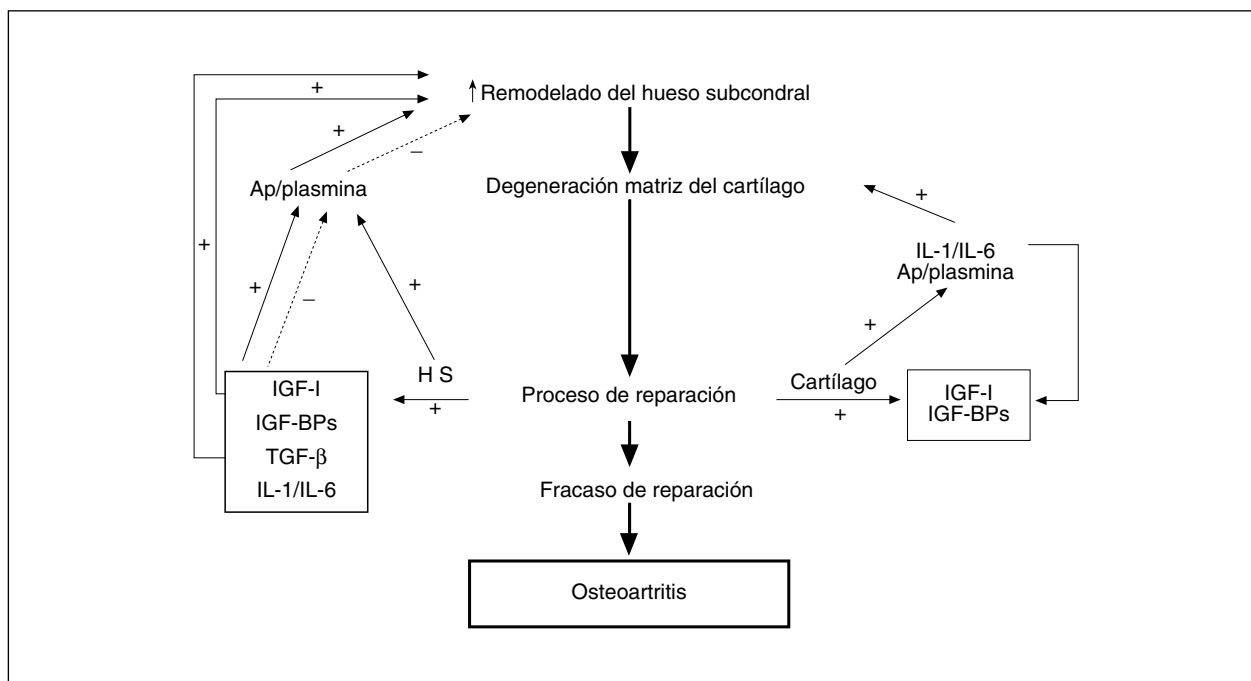 ↑Remodelado del hueso subcondral
+
+
–
Ap/plasmina
Degeneración matriz del cartílago
+
+
IL-1/IL-6
Ap/plasmina
+
–
+
+
H S
+
Proceso de reparación
Cartílago
+
IGF-I
IGF-BPs
TGF-β
IL-1/IL-6
IGF-I
IGF-BPs
Fracaso de reparación
Osteoartritis